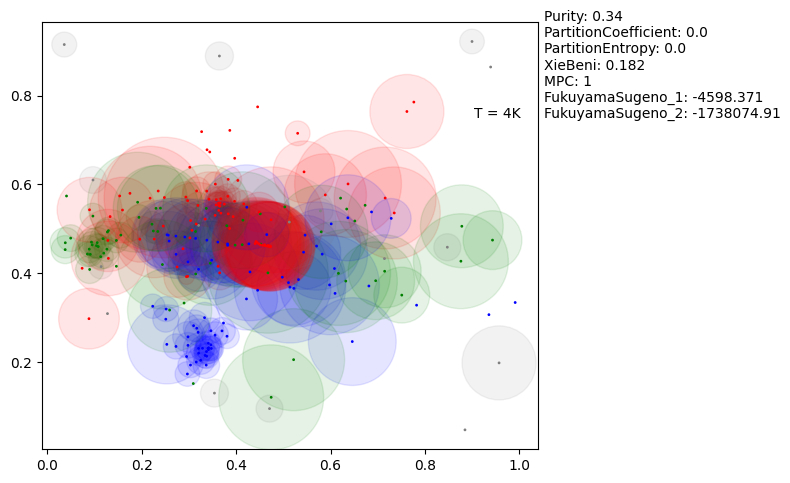 Purity: 0.34
PartitionCoefficient: 0.0
PartitionEntropy: 0.0
XieBeni: 0.182
MPC: 1
FukuyamaSugeno_1: -4598.371
FukuyamaSugeno_2: -1738074.91
T = 4K
0.8
0.6
0.4
0.2
0.0 0.2 0.4 0.6 0.8 1.0